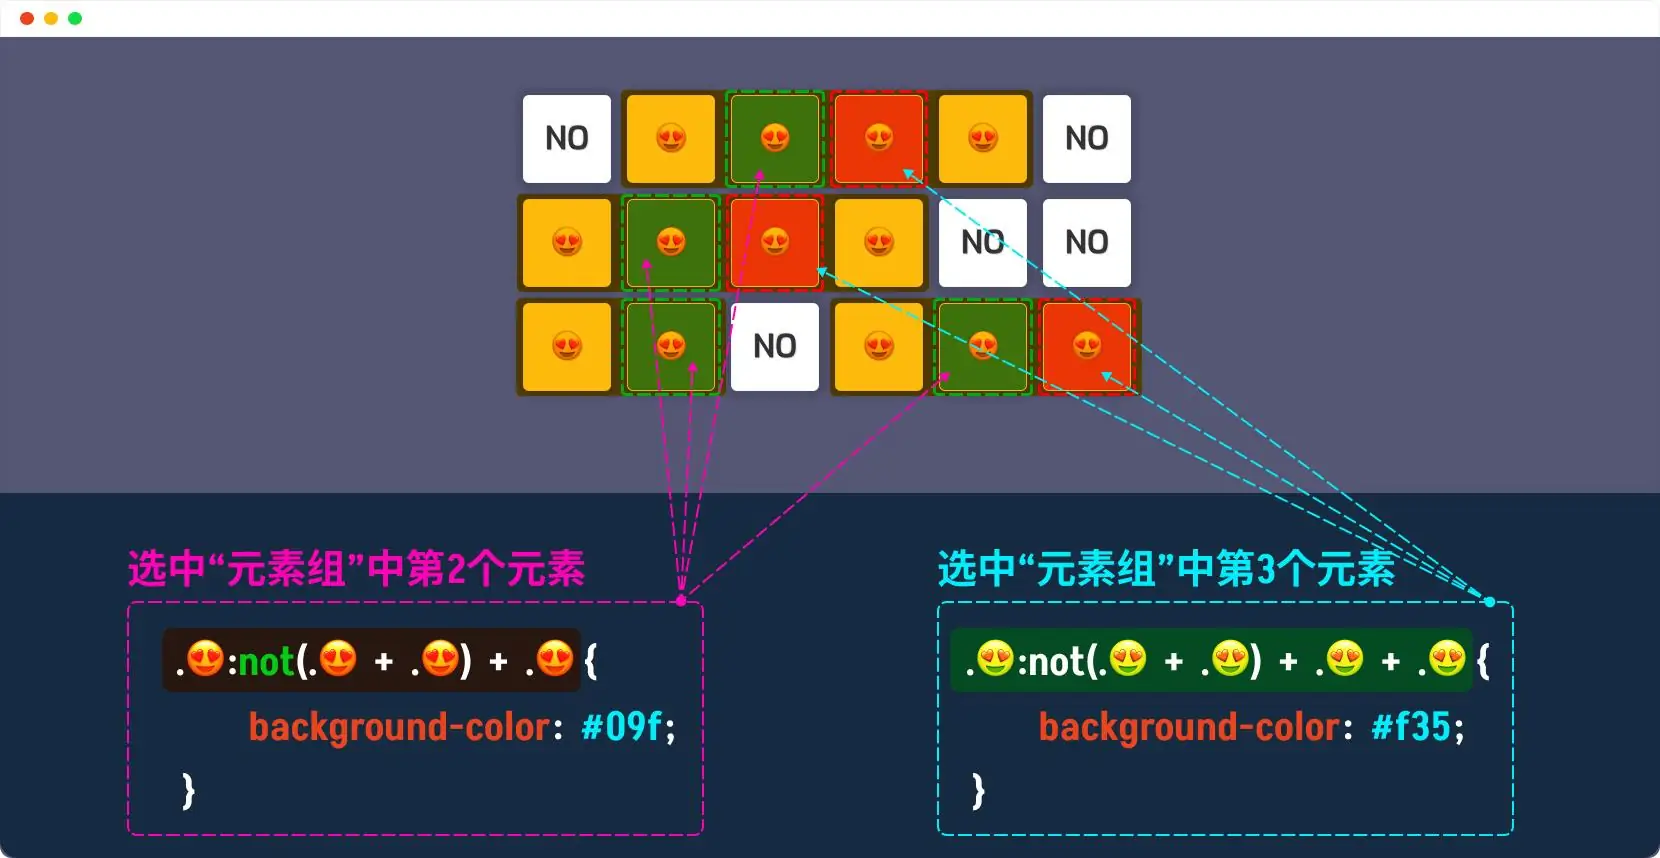 NO 😍 😍 😍 😍 NO
😍 😍 😍 😍 NO NO
😍 😍 NO 😍 😍 😍
选中“元素组”中第2个元素
.😍:not(.😍 + .😍) + .😍 {
background-color: #09f;
}
选中“元素组”中第3个元素
.😍:not(.😍 + .😍) + .😍 + .😍 {
background-color: #f35;
}